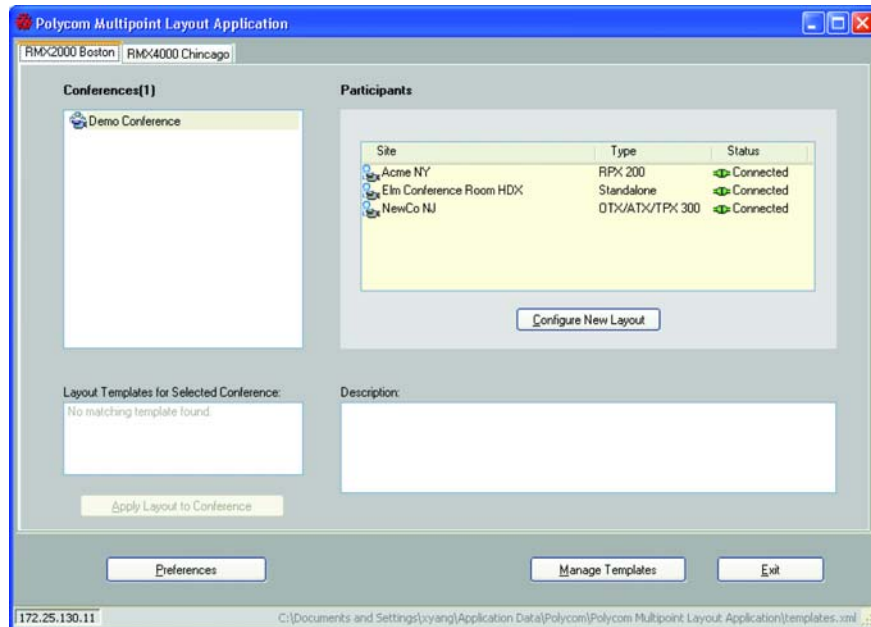 Polycom Multipoint Layout Application
RMX2000 Boston RMX4000 Chincago
Conferences(1)
Demo Conference
Participants
Site Type Status
Acme NY RPX 200 Connected
Elm Conference Room HDX Standalone Connected
NewCo NJ OTX/ATX/TPX 300 Connected
Configure New Layout
Layout Templates for Selected Conference:
No matching template found.
Description:
Apply Layout to Conference
Preferences Manage Templates Exit
172.25.130.11 C:\Documents and Settings\xyang\Application Data\Polycom\Polycom Multipoint Layout Application\templates.xml